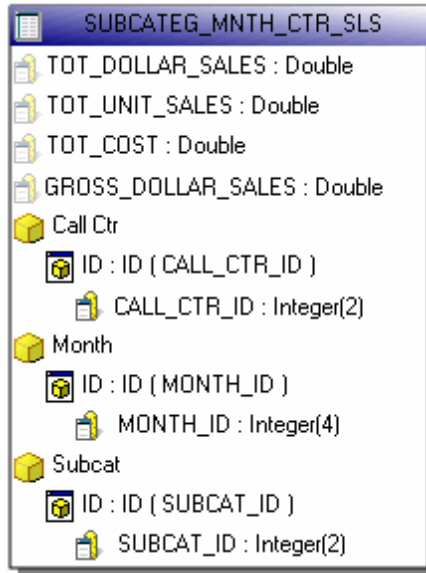 SUBCATEG_MNTH_CTR_SLS
TOT_DOLLAR_SALES : Double
TOT_UNIT_SALES : Double
TOT_COST : Double
GROSS_DOLLAR_SALES : Double
Call Ctr
ID : ID ( CALL_CTR_ID )
CALL_CTR_ID : Integer(2)
Month
ID : ID ( MONTH_ID )
MONTH_ID : Integer(4)
Subcat
ID : ID ( SUBCAT_ID )
SUBCAT_ID : Integer(2)